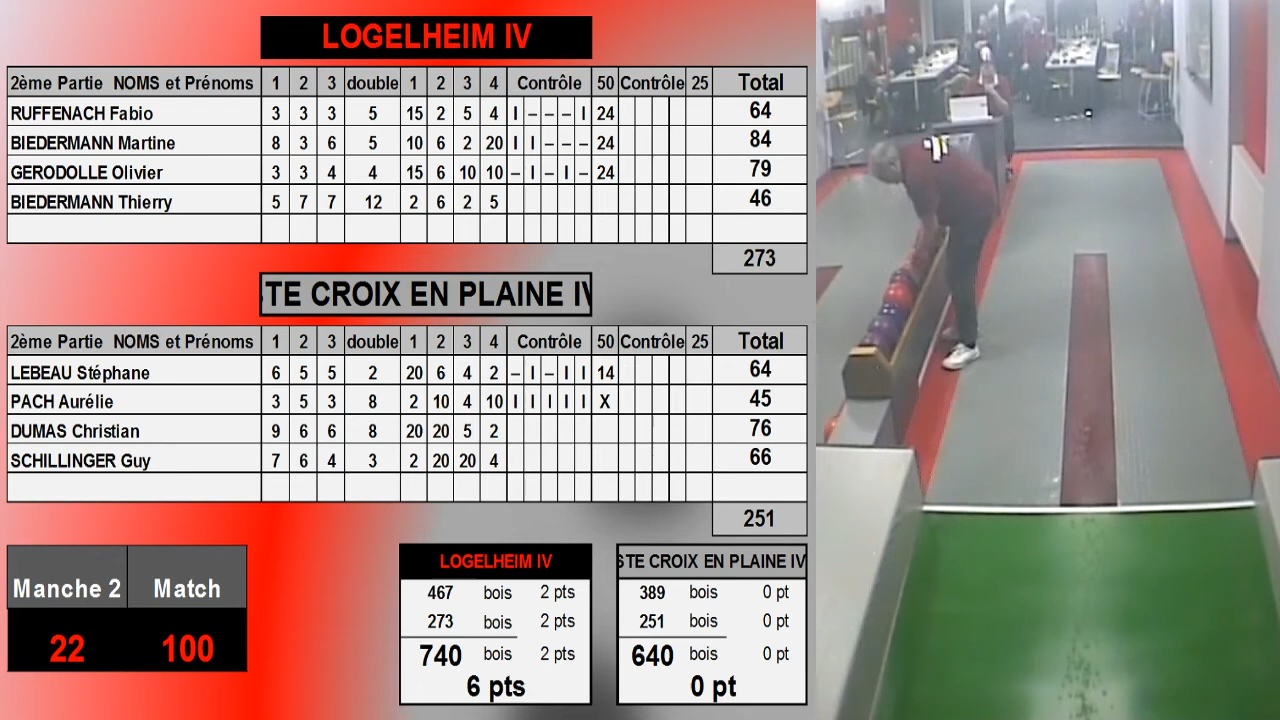 LOGELHEIM IV
2ème Partie NOMS et Prénoms 1 2 3 double 1 2 3 4 Contrôle 50 Contrôle 25 Total
RUFFENACH Fabio 3 3 3 5 15 2 5 4 I – – – I 24 64
BIEDERMANN Martine 8 3 6 5 10 6 2 20 I I – – – 24 84
GERODOLLE Olivier 3 3 4 4 15 6 10 10 – I – I – 24 79
BIEDERMANN Thierry 5 7 7 12 2 6 2 5 46
273
STE CROIX EN PLAINE IV
2ème Partie NOMS et Prénoms 1 2 3 double 1 2 3 4 Contrôle 50 Contrôle 25 Total
LEBEAU Stéphane 6 5 5 2 20 6 4 2 – I – I I 14 64
PACH Aurélie 3 5 3 8 2 10 4 10 I I I I I X 45
DUMAS Christian 9 6 6 8 20 20 5 2 76
SCHILLINGER Guy 7 6 4 3 2 20 20 4 66
251
Manche 2 Match
22 100
LOGELHEIM IV
467 bois 2 pts
273 bois 2 pts
740 bois 2 pts
6 pts
STE CROIX EN PLAINE IV
389 bois 0 pt
251 bois 0 pt
640 bois 0 pt
0 pt